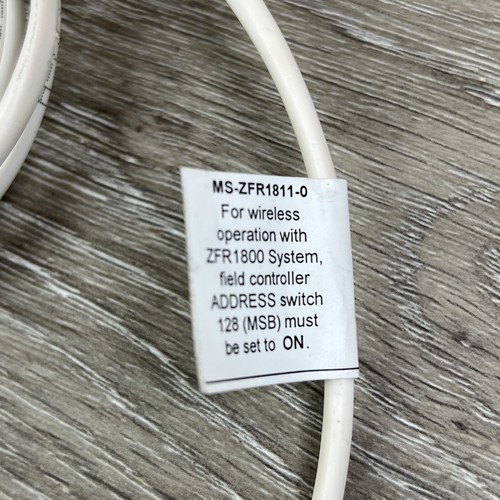 MS-ZFR1811-0
For wireless
operation with
ZFR1800 System,
field controller
ADDRESS switch
128 (MSB) must
be set to ON.